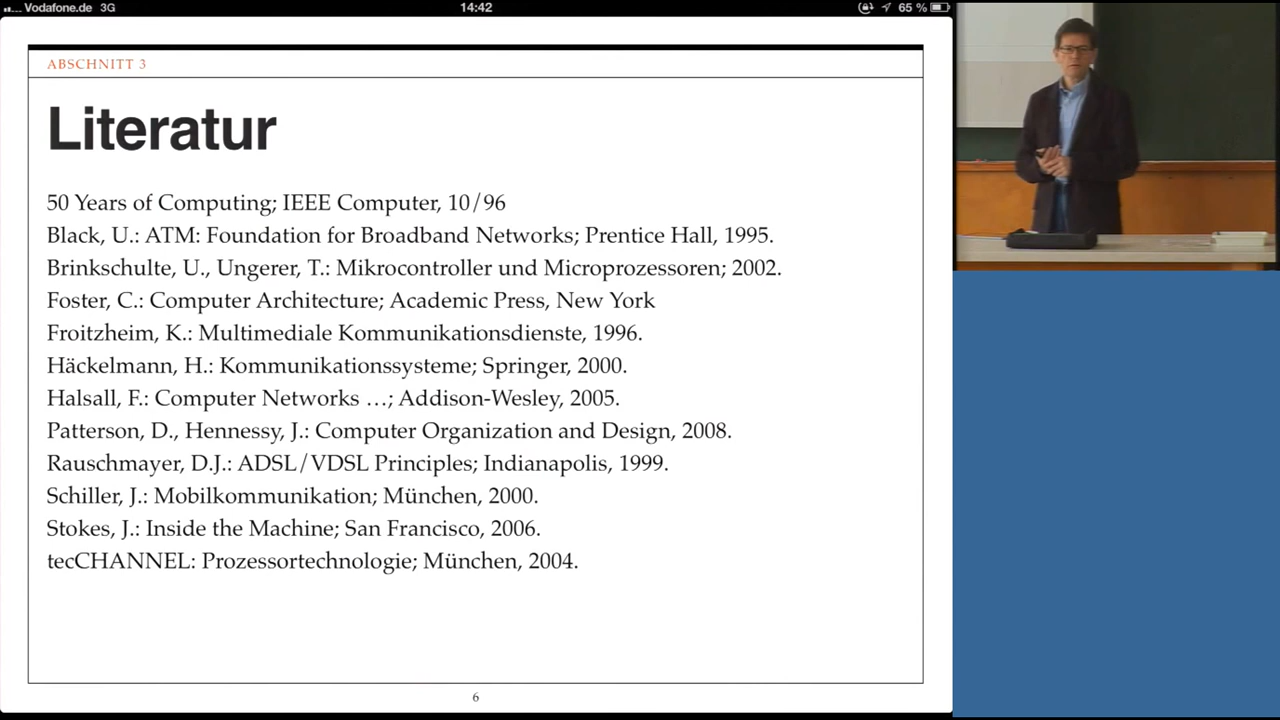 Vodafone.de 3G 14:42 65 %
ABSCHNITT 3
Literatur
50 Years of Computing; IEEE Computer, 10/96
Black, U.: ATM: Foundation for Broadband Networks; Prentice Hall, 1995.
Brinkschulte, U., Ungerer, T.: Mikrocontroller und Microprozessoren; 2002.
Foster, C.: Computer Architecture; Academic Press, New York
Froitzheim, K.: Multimediale Kommunikationsdienste, 1996.
Häckelmann, H.: Kommunikationssysteme; Springer, 2000.
Halsall, F.: Computer Networks …; Addison-Wesley, 2005.
Patterson, D., Hennessy, J.: Computer Organization and Design, 2008.
Rauschmayer, D.J.: ADSL/VDSL Principles; Indianapolis, 1999.
Schiller, J.: Mobilkommunikation; München, 2000.
Stokes, J.: Inside the Machine; San Francisco, 2006.
tecCHANNEL: Prozessortechnologie; München, 2004.
6